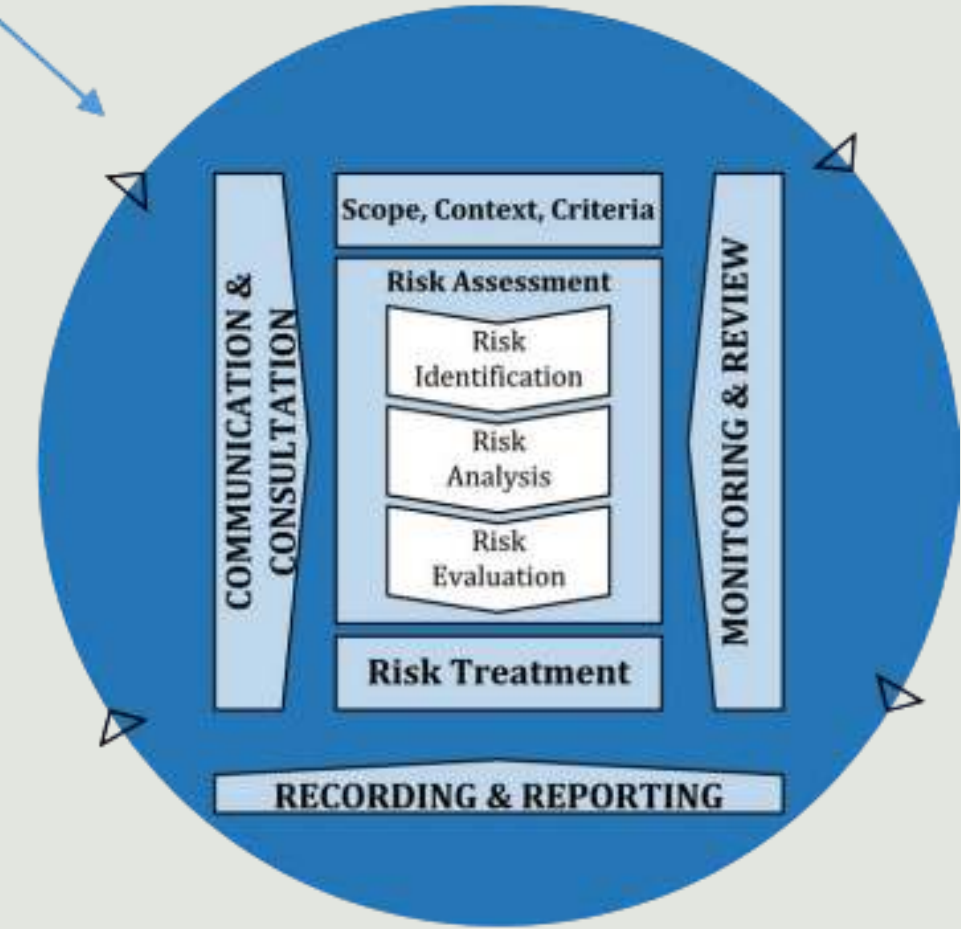 Scope, Context, Criteria
Risk Assessment
Risk
Identification
Risk
Analysis
Risk
Evaluation
Risk Treatment
COMMUNICATION &
CONSULTATION
MONITORING & REVIEW
RECORDING & REPORTING